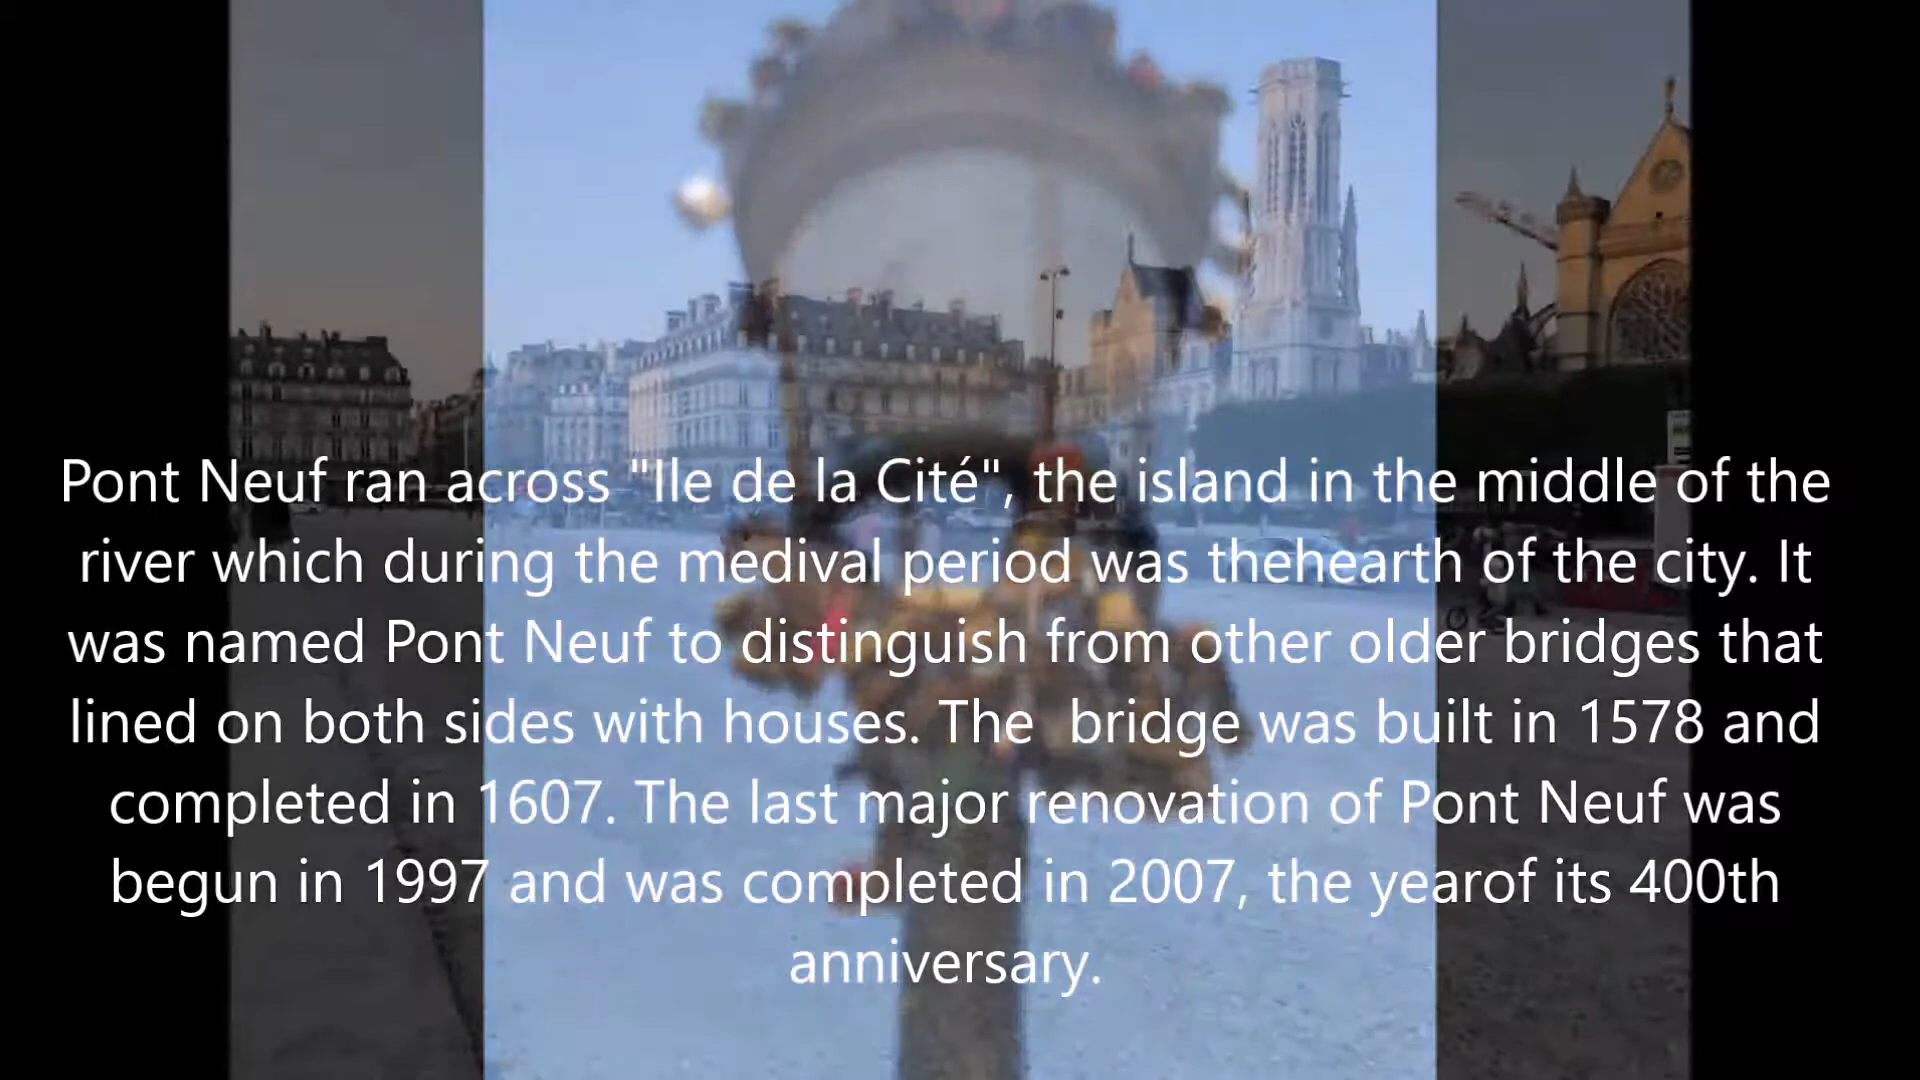 Pont Neuf ran across "Ile de la Cité", the island in the middle of the
river which during the medival period was thehearth of the city. It
was named Pont Neuf to distinguish from other older bridges that
lined on both sides with houses. The  bridge was built in 1578 and
completed in 1607. The last major renovation of Pont Neuf was
begun in 1997 and was completed in 2007, the yearof its 400th
anniversary.